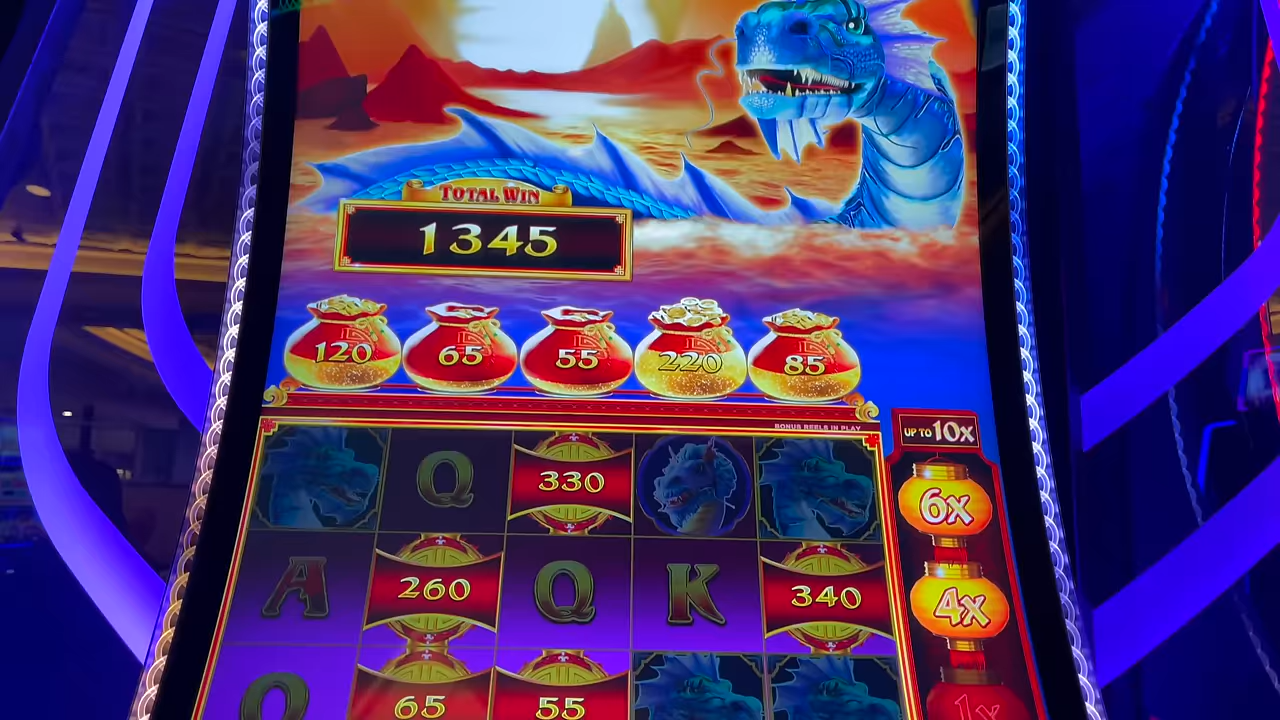 TOTAL WIN
1345
120 65 55 220 85
BONUS REELS IN PLAY
UP TO 10X
Q 330
6X
A 260 Q K 340
4X
Q 65 55
1X